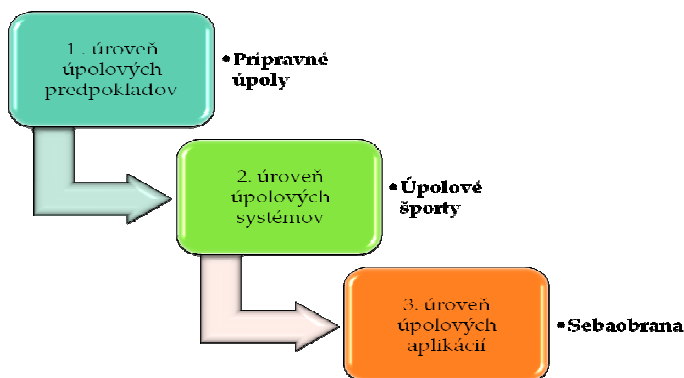 1. úroveň
úpolových
predpokladov
•Prípravné
úpoly
2. úroveň
úpolových
systémov
•Úpolové
športy
3. úroveň
úpolových
aplikácií
•Sebaobrana